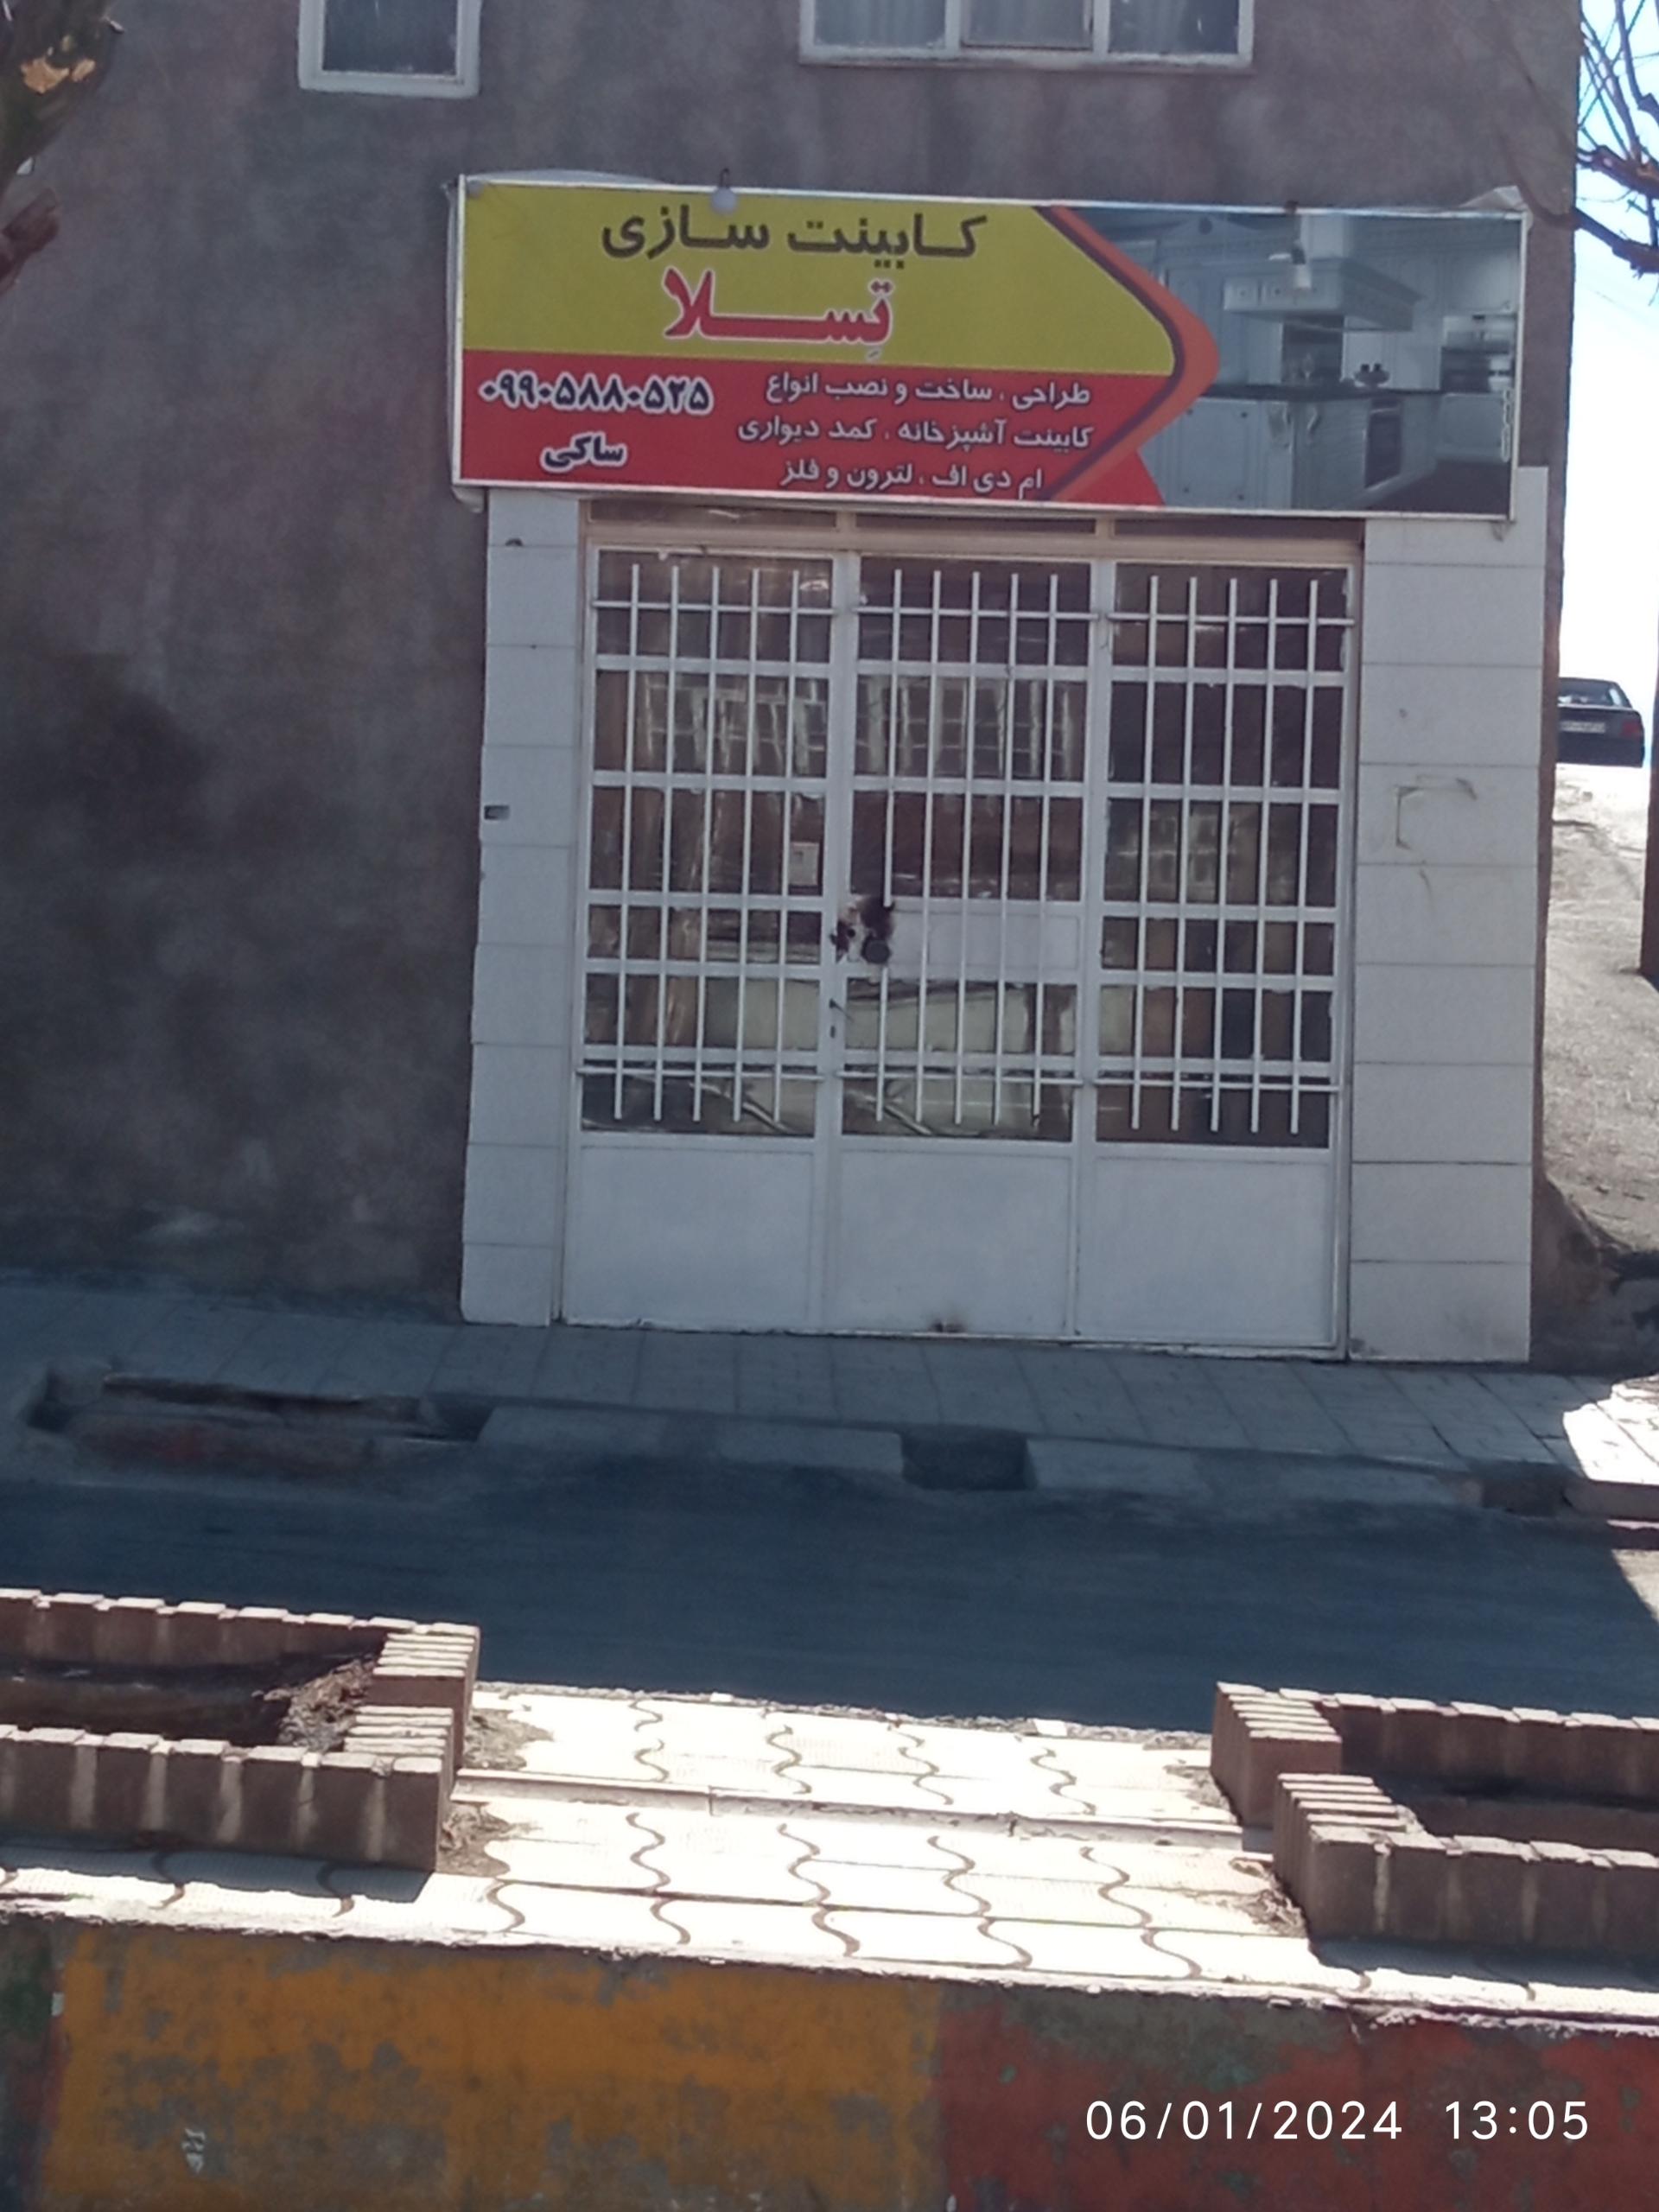 کابینت سازی
تِسلا
طراحی ، ساخت و نصب انواع
کابینت آشپزخانه ، کمد دیواری
ام دی اف ، لترون و فلز
۰۹۹۰۵۸۸۰۵۲۵
ساکی
06/01/2024 13:05